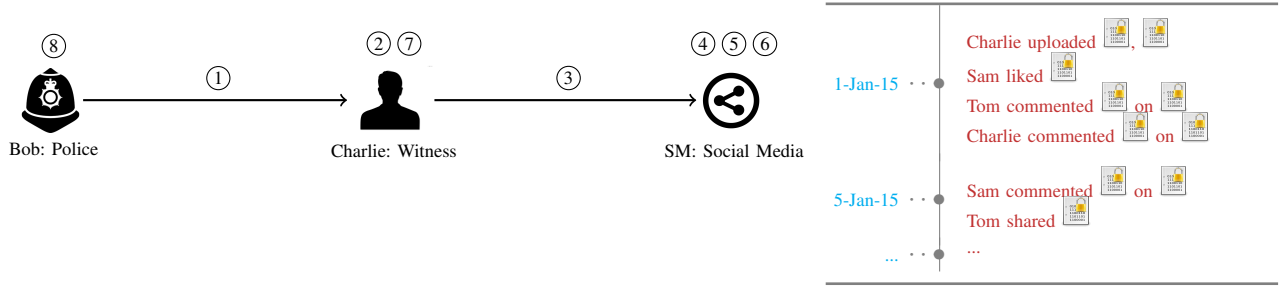 8
2 7
4 5 6
1
3
Bob: Police
Charlie: Witness
SM: Social Media
1-Jan-15
Charlie uploaded ,
Sam liked
Tom commented on
Charlie commented on
5-Jan-15
Sam commented on
Tom shared
...
...